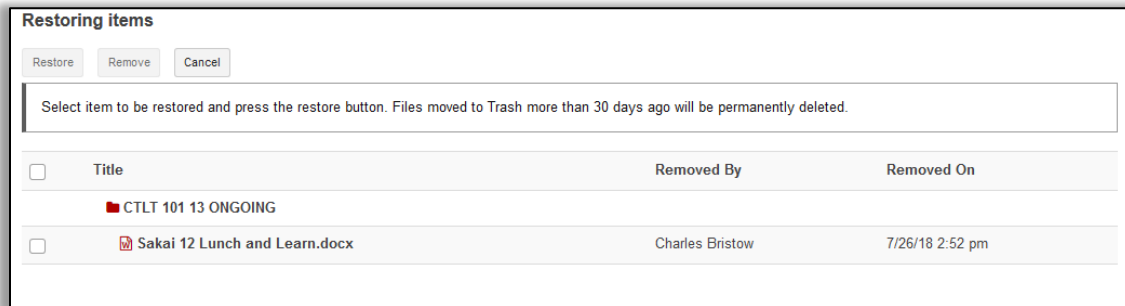 Restoring items
Restore Remove Cancel
Select item to be restored and press the restore button. Files moved to Trash more than 30 days ago will be permanently deleted.
Title Removed By Removed On
CTLT 101 13 ONGOING
Sakai 12 Lunch and Learn.docx Charles Bristow 7/26/18 2:52 pm